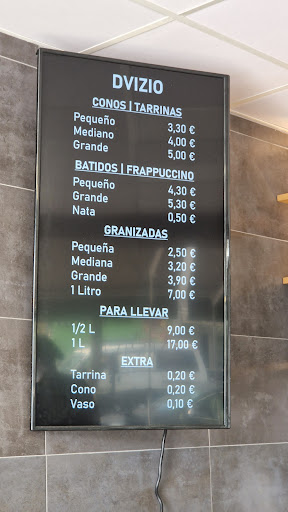 DVIZIO
CONOS | TARRINAS
Pequeño 3,30 €
Mediano 4,00 €
Grande 5,00 €
BATIDOS | FRAPPUCCINO
Pequeño 4,30 €
Grande 5,30 €
Nata 0,50 €
GRANIZADAS
Pequeña 2,50 €
Mediana 3,20 €
Grande 3,90 €
1 Litro 7,00 €
PARA LLEVAR
1/2 L 9,00 €
1 L 17,00 €
EXTRA
Tarrina 0,20 €
Cono 0,20 €
Vaso 0,10 €